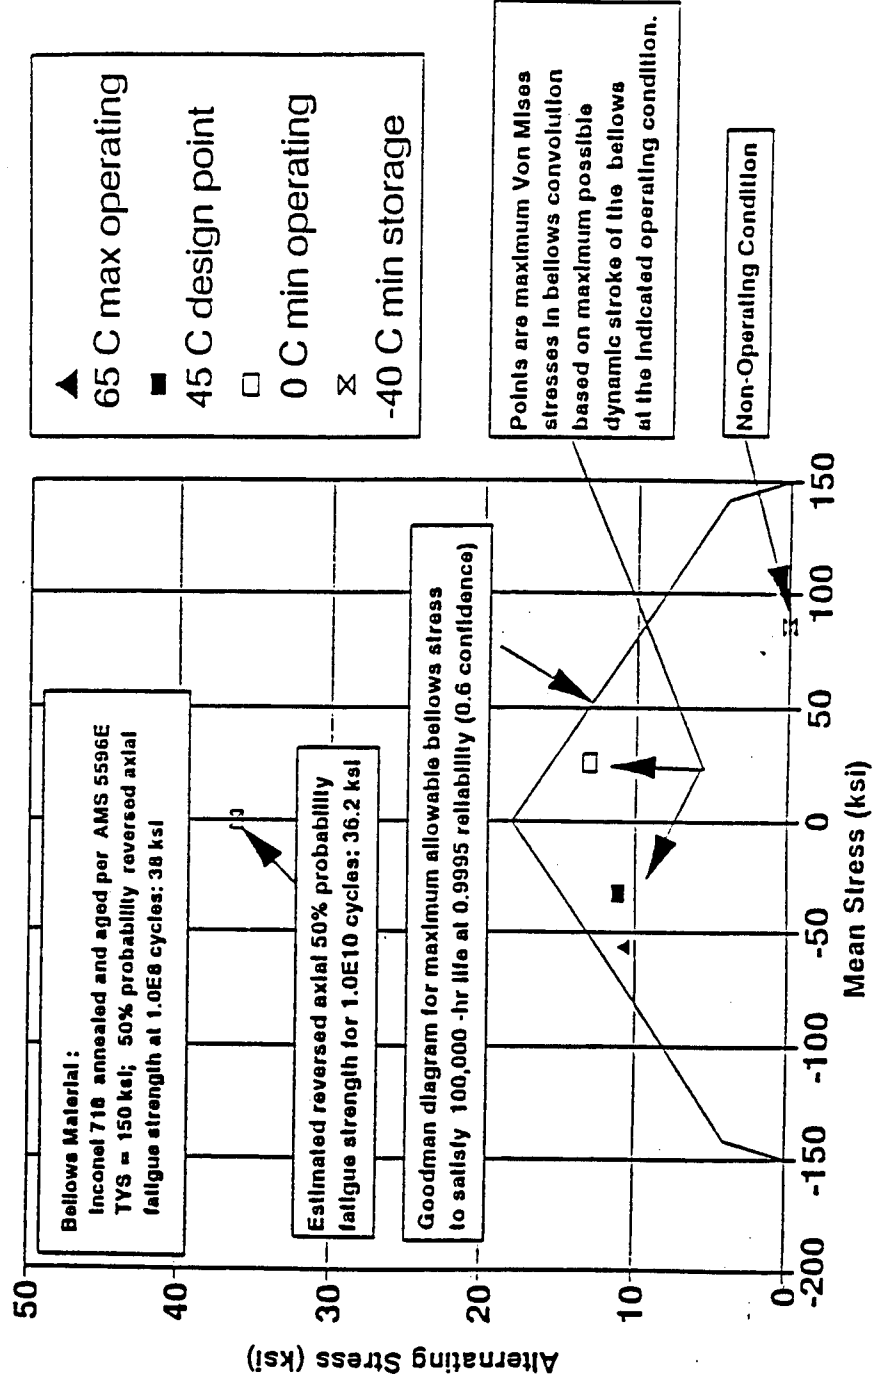 Bellows Material :
Inconel 718 annealed and aged per AMS 5596E
TYS = 150 ksi; 50% probability reversed axial
fatigue strength at 1.0E8 cycles: 38 ksi
Estimated reversed axial 50% probability
fatigue strength for 1.0E10 cycles: 36.2 ksi
Goodman diagram for maximum allowable bellows stress
to satisfy 100,000 -hr life at 0.9995 reliability (0.6 confidence)
65 C max operating
45 C design point
0 C min operating
-40 C min storage
Points are maximum Von Mises
stresses in bellows convolution
based on maximum possible
dynamic stroke of the bellows
at the indicated operating condition.
Non-Operating Condition
Alternating Stress (ksi)
50
40
30
20
10
0
-200
-150
-100
-50
0
50
100
150
Mean Stress (ksi)